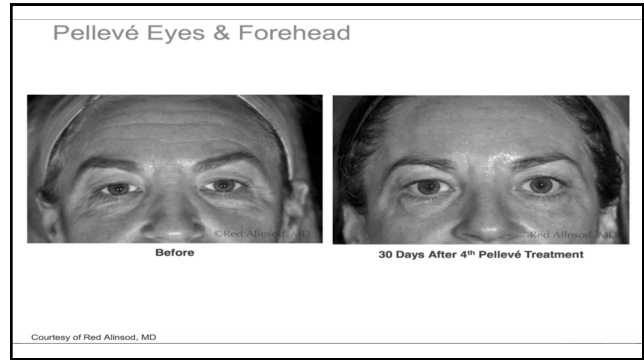 Pellevé Eyes & Forehead
©Red Alinsod, MD
Red Alinsod, MD
Before
30 Days After 4th Pellevé Treatment
Courtesy of Red Alinsod, MD